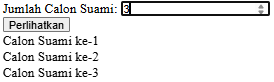 Jumlah Calon Suami: 3
Perlihatkan
Calon Suami ke-1
Calon Suami ke-2
Calon Suami ke-3